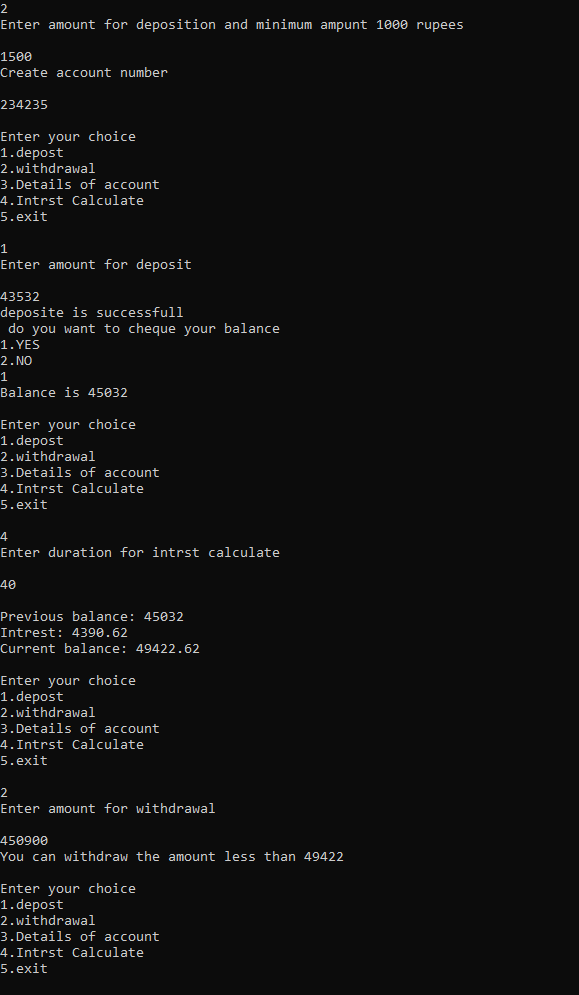 2
Enter amount for deposition and minimum ampunt 1000 rupees
1500
Create account number
234235
Enter your choice
1.depost
2.withdrawal
3.Details of account
4.Intrst Calculate
5.exit
1
Enter amount for deposit
43532
deposite is successfull
do you want to cheque your balance
1.YES
2.NO
1
Balance is 45032
Enter your choice
1.depost
2.withdrawal
3.Details of account
4.Intrst Calculate
5.exit
4
Enter duration for intrst calculate
40
Previous balance: 45032
Intrest: 4390.62
Current balance: 49422.62
Enter your choice
1.depost
2.withdrawal
3.Details of account
4.Intrst Calculate
5.exit
2
Enter amount for withdrawal
450900
You can withdraw the amount less than 49422
Enter your choice
1.depost
2.withdrawal
3.Details of account
4.Intrst Calculate
5.exit